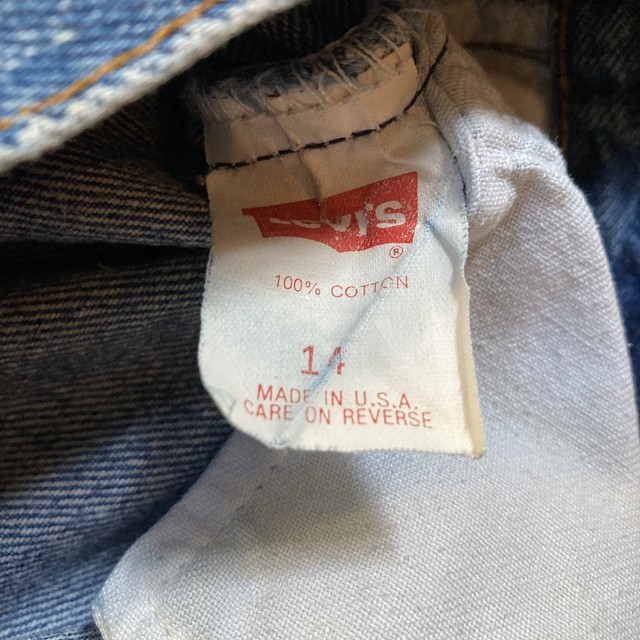 Levi's
®
100% COTTON
14
MADE IN U.S.A.
CARE ON REVERSE